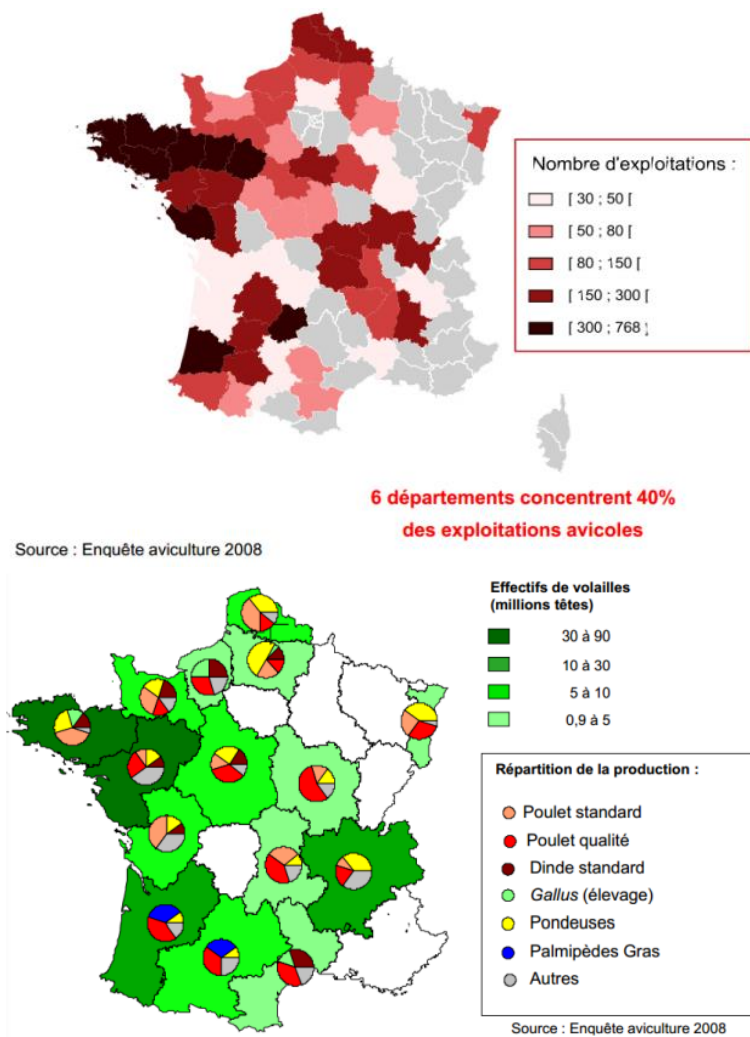 Nombre d'exploitations :
[ 30 ; 50 [
[ 50 ; 80 [
[ 80 ; 150 [
[ 150 ; 300 [
[ 300 ; 768 ]
6 départements concentrent 40%
des exploitations avicoles
Source : Enquête aviculture 2008
Effectifs de volailles
(millions têtes)
30 à 90
10 à 30
5 à 10
0,9 à 5
Répartition de la production :
Poulet standard
Poulet qualité
Dinde standard
Gallus (élevage)
Pondeuses
Palmipèdes Gras
Autres
Source : Enquête aviculture 2008